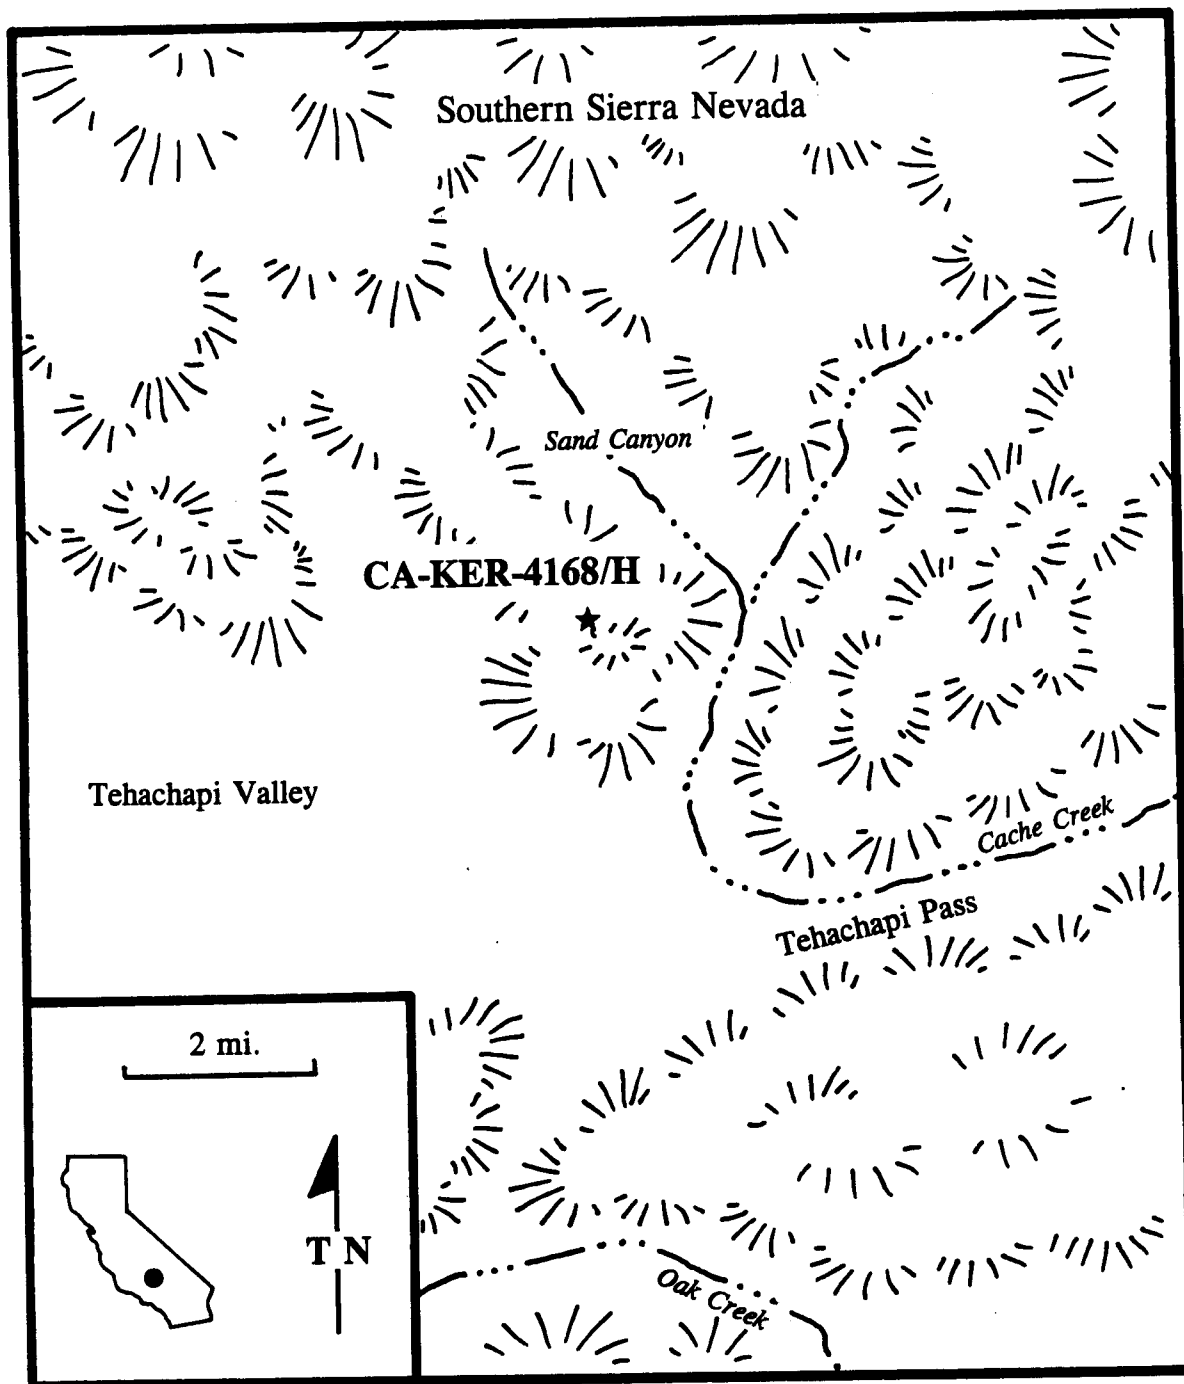 Southern Sierra Nevada
Sand Canyon
CA-KER-4168/H
Tehachapi Valley
Cache Creek
Tehachapi Pass
2 mi.
T N
Oak Creek